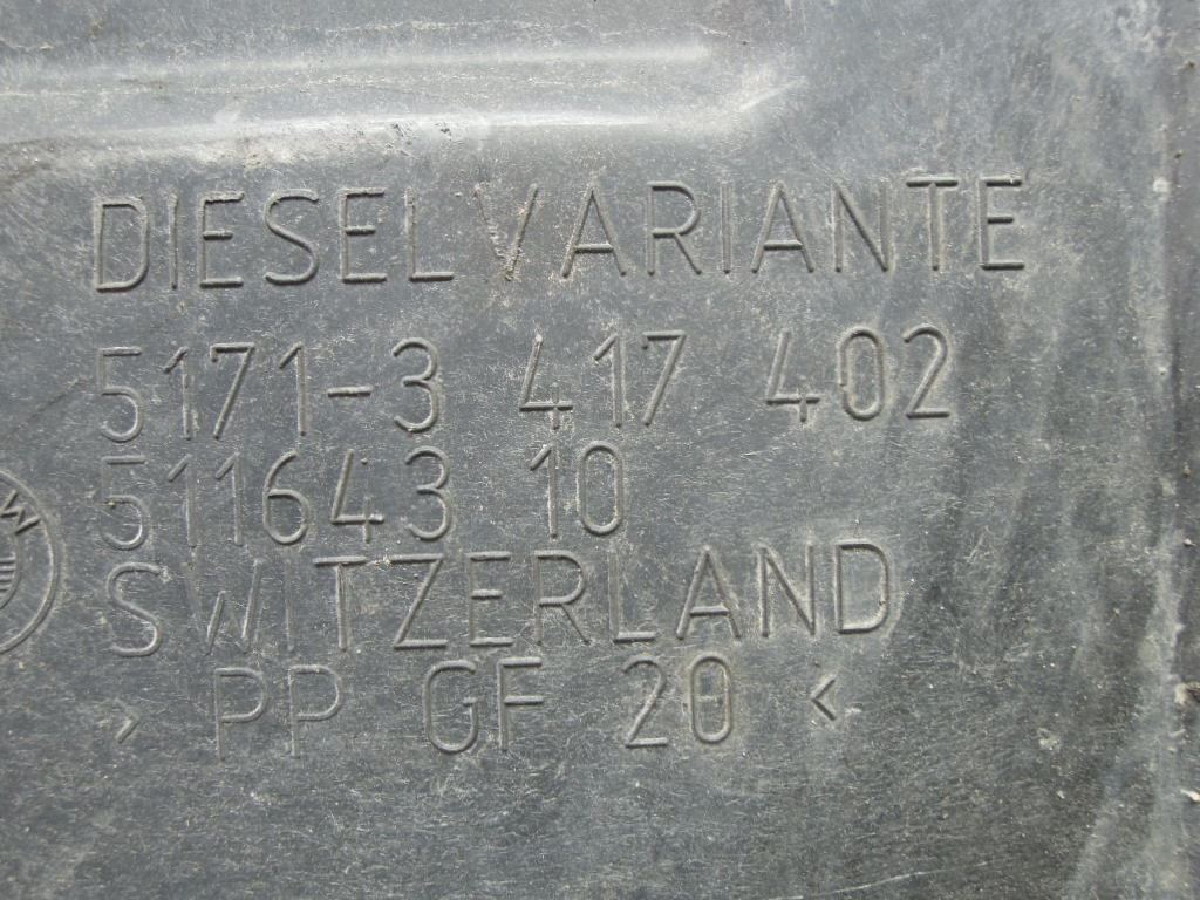 DIESELVARIANTE
5171-3 417 402
511643 10
SWITZERLAND
> PP GF 20 <
W